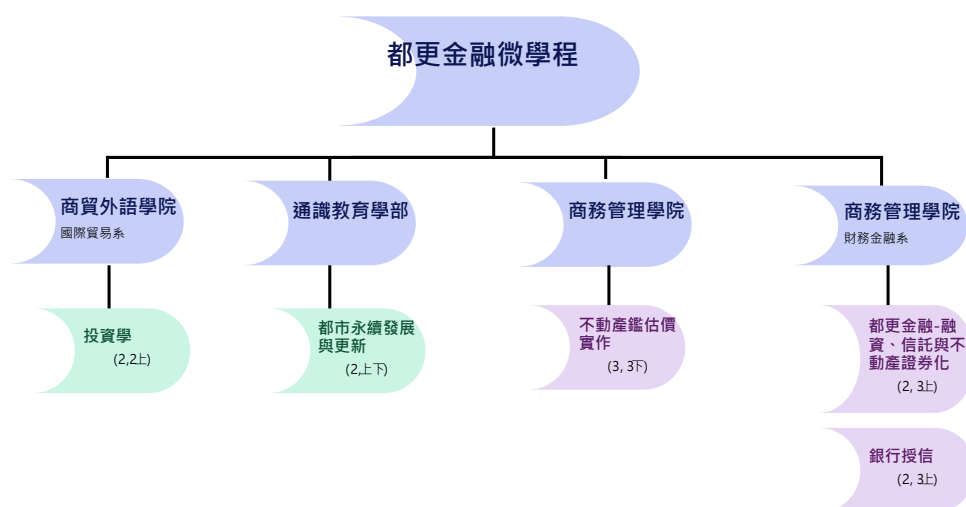 都更金融微學程
商貿外語學院
國際貿易系
通識教育學部
商務管理學院
商務管理學院
財務金融系
投資學
(2,2上)
都市永續發展
與更新
(2,上下)
不動產鑑估價
實作
(3, 3下)
都更金融-融
資、信託與不
動產證券化
(2, 3上)
銀行授信
(2, 3上)